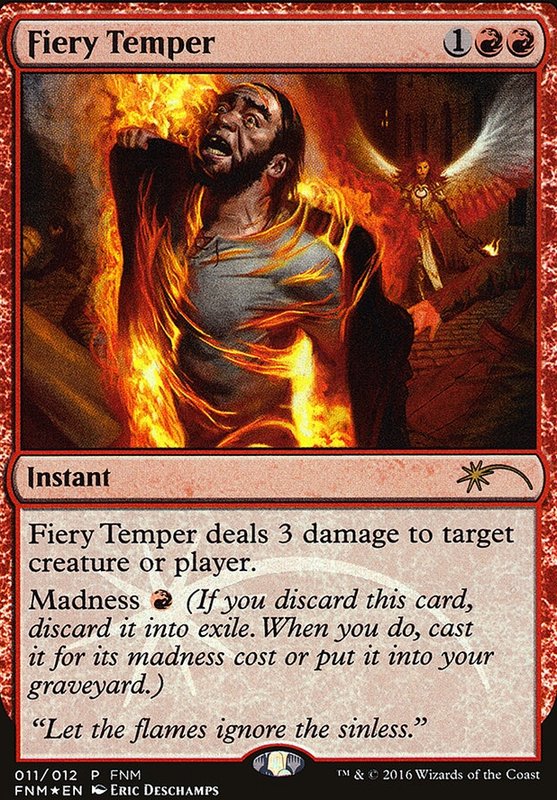 Fiery Temper 1
Instant
Fiery Temper deals 3 damage to target
creature or player.
Madness (If you discard this card,
discard it into exile. When you do, cast
it for its madness cost or put it into your
graveyard.)
“Let the flames ignore the sinless.”
011/012 P FNM
FNM★EN Eric Deschamps
™ & © 2016 Wizards of the Coast